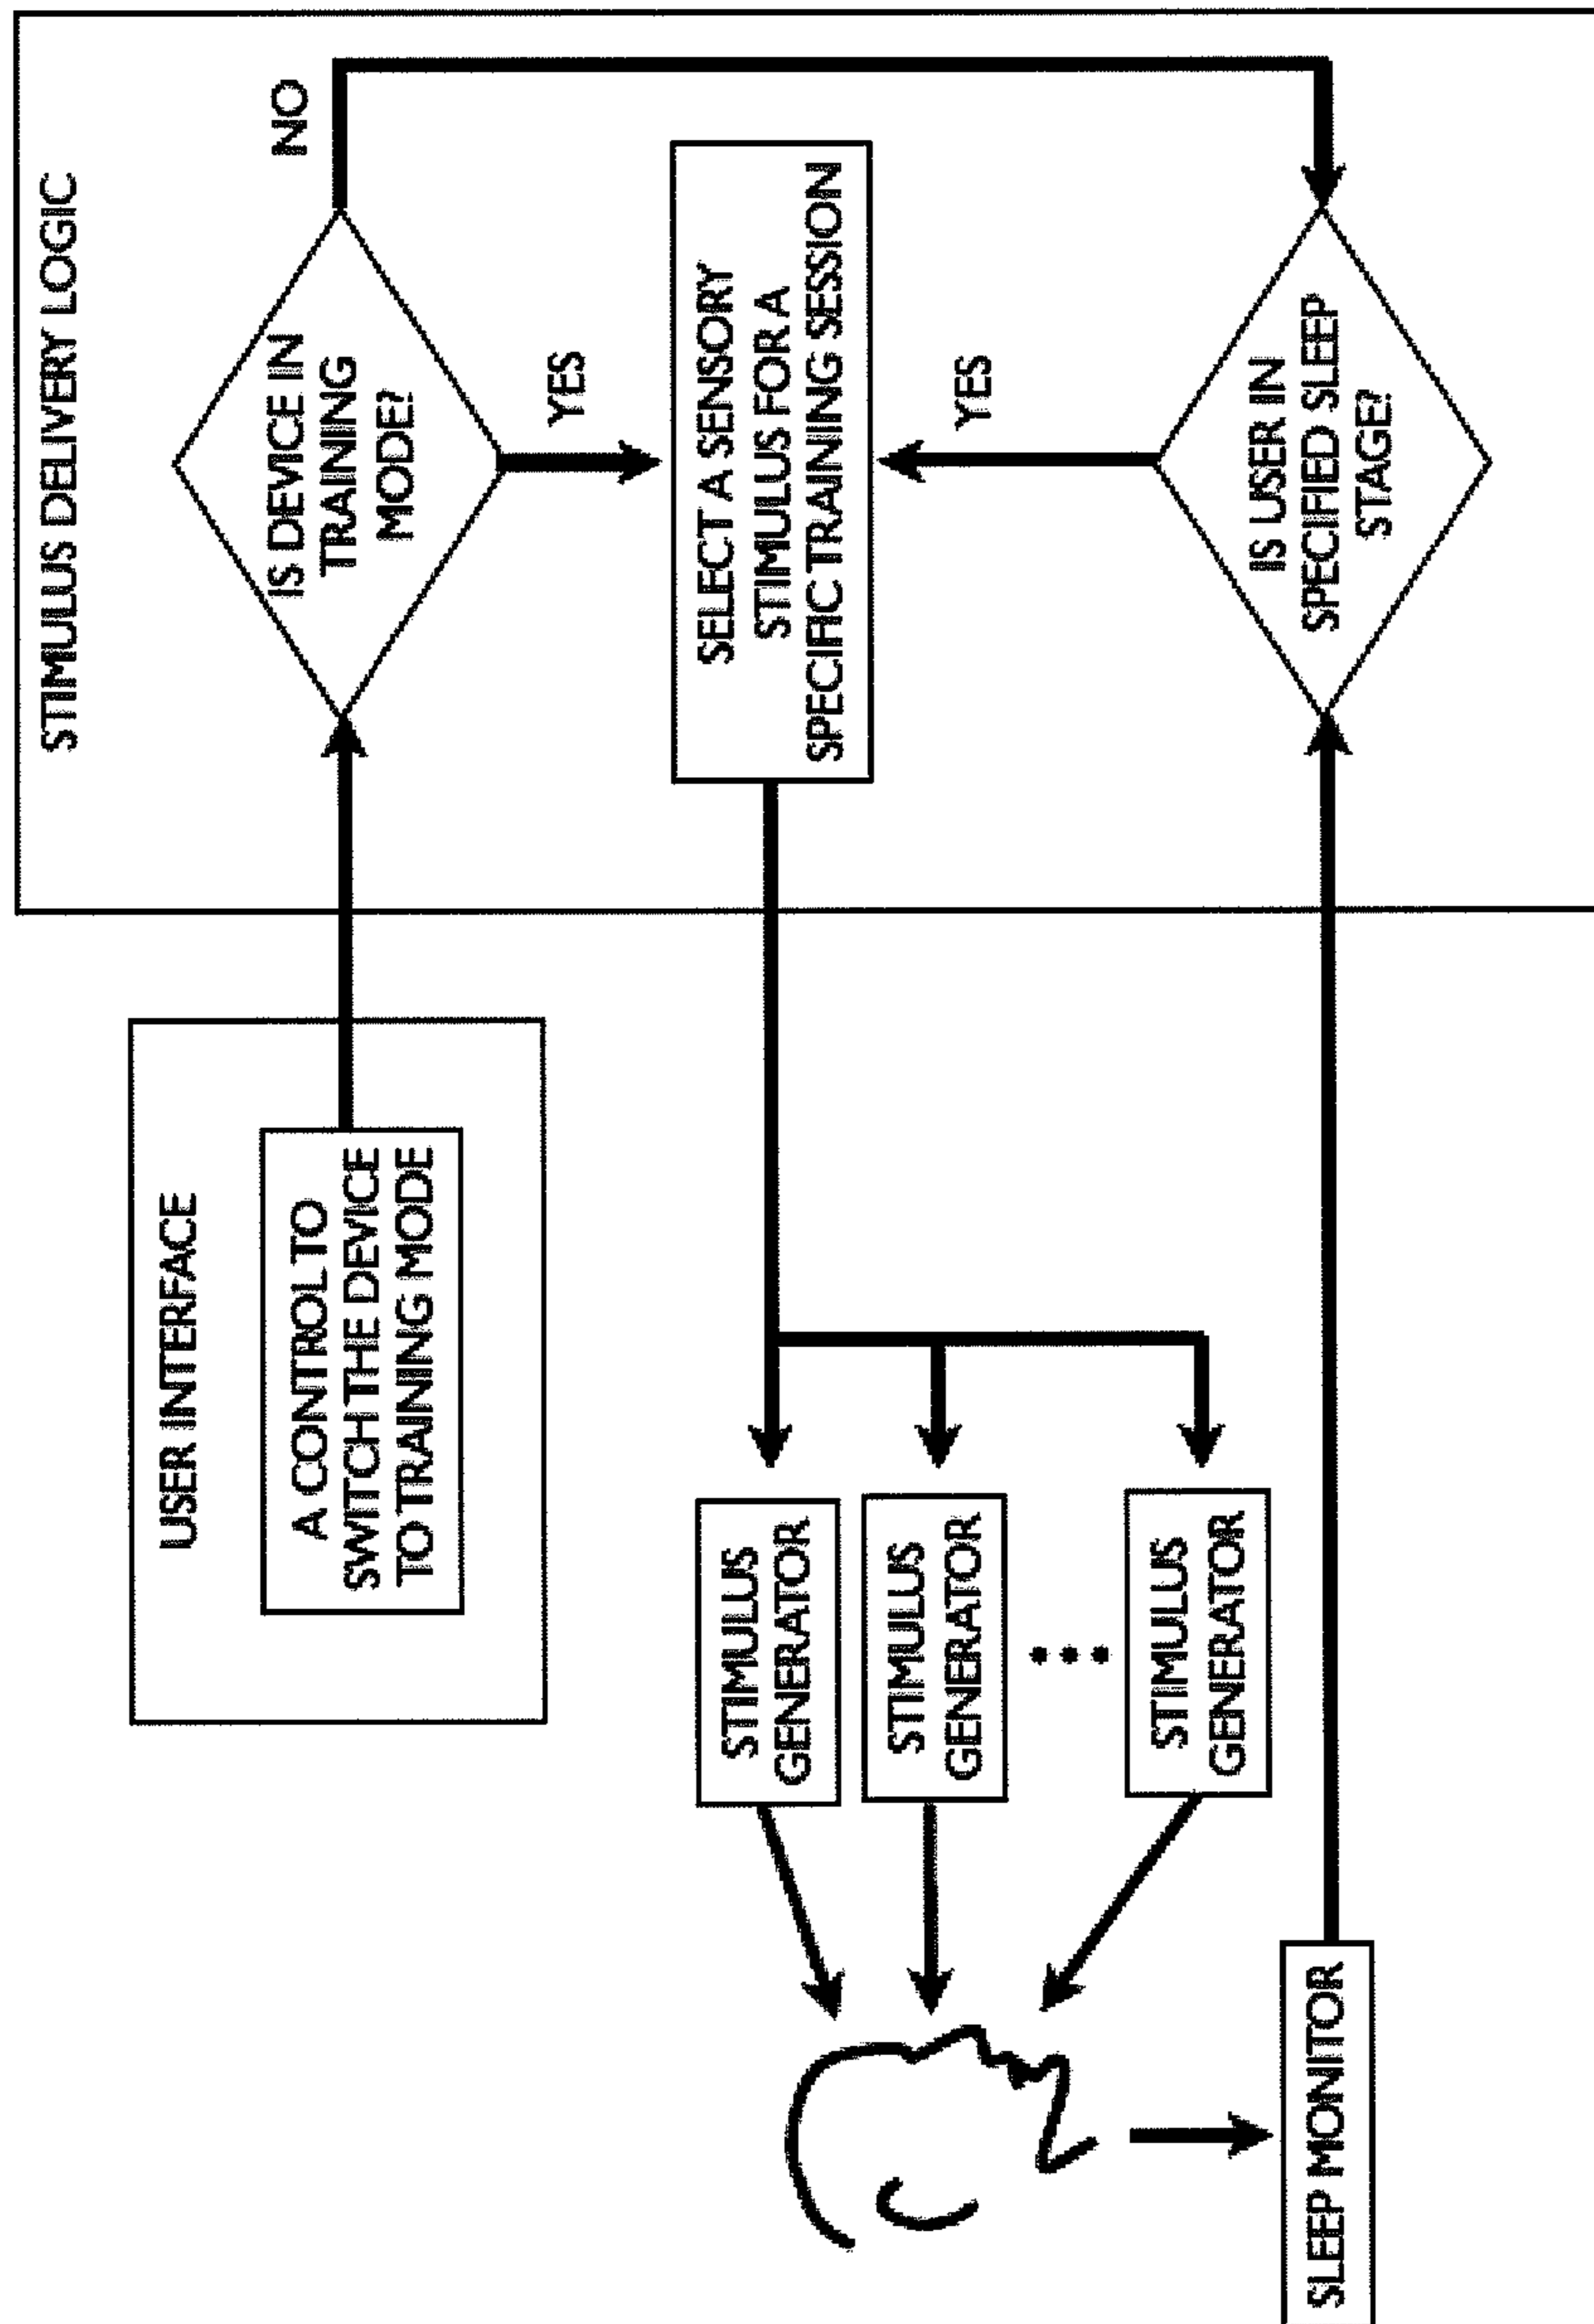 USER INTERFACE
A CONTROL TO
SWITCH THE DEVICE
TO TRAINING MODE
STIMULUS DELIVERY LOGIC
IS DEVICE IN
TRAINING
MODE?
NO
YES
SELECT A SENSORY
STIMULUS FOR A
SPECIFIC TRAINING SESSION
YES
IS USER IN
SPECIFIED SLEEP
STAGE?
STIMULUS
GENERATOR
STIMULUS
GENERATOR
STIMULUS
GENERATOR
SLEEP MONITOR